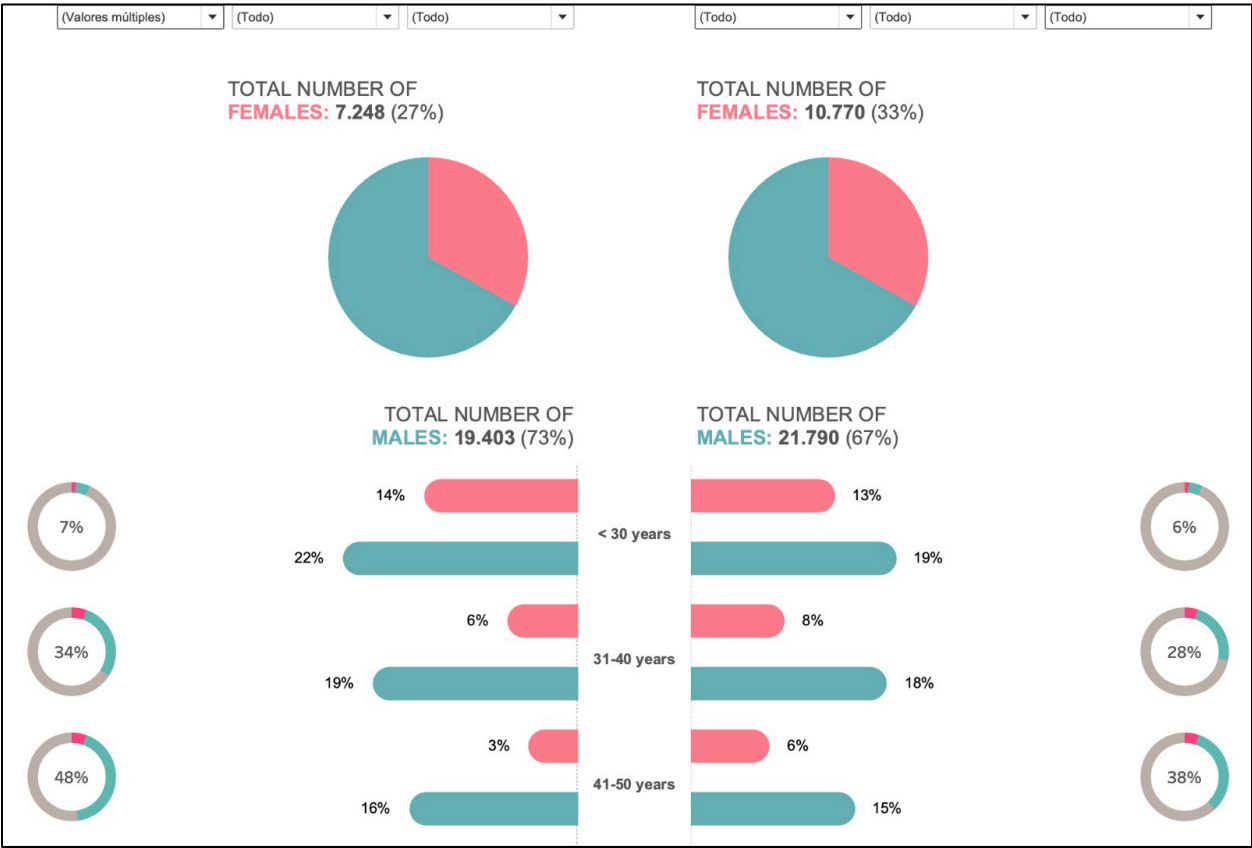 (Valores múltiples) (Todo) (Todo) (Todo) (Todo) (Todo)
TOTAL NUMBER OF
FEMALES: 7.248 (27%)
TOTAL NUMBER OF
FEMALES: 10.770 (33%)
TOTAL NUMBER OF
MALES: 19.403 (73%)
TOTAL NUMBER OF
MALES: 21.790 (67%)
14% 13%
7% < 30 years 6%
22% 19%
6% 8%
34% 31-40 years 28%
19% 18%
3% 6%
48% 41-50 years 38%
16% 15%